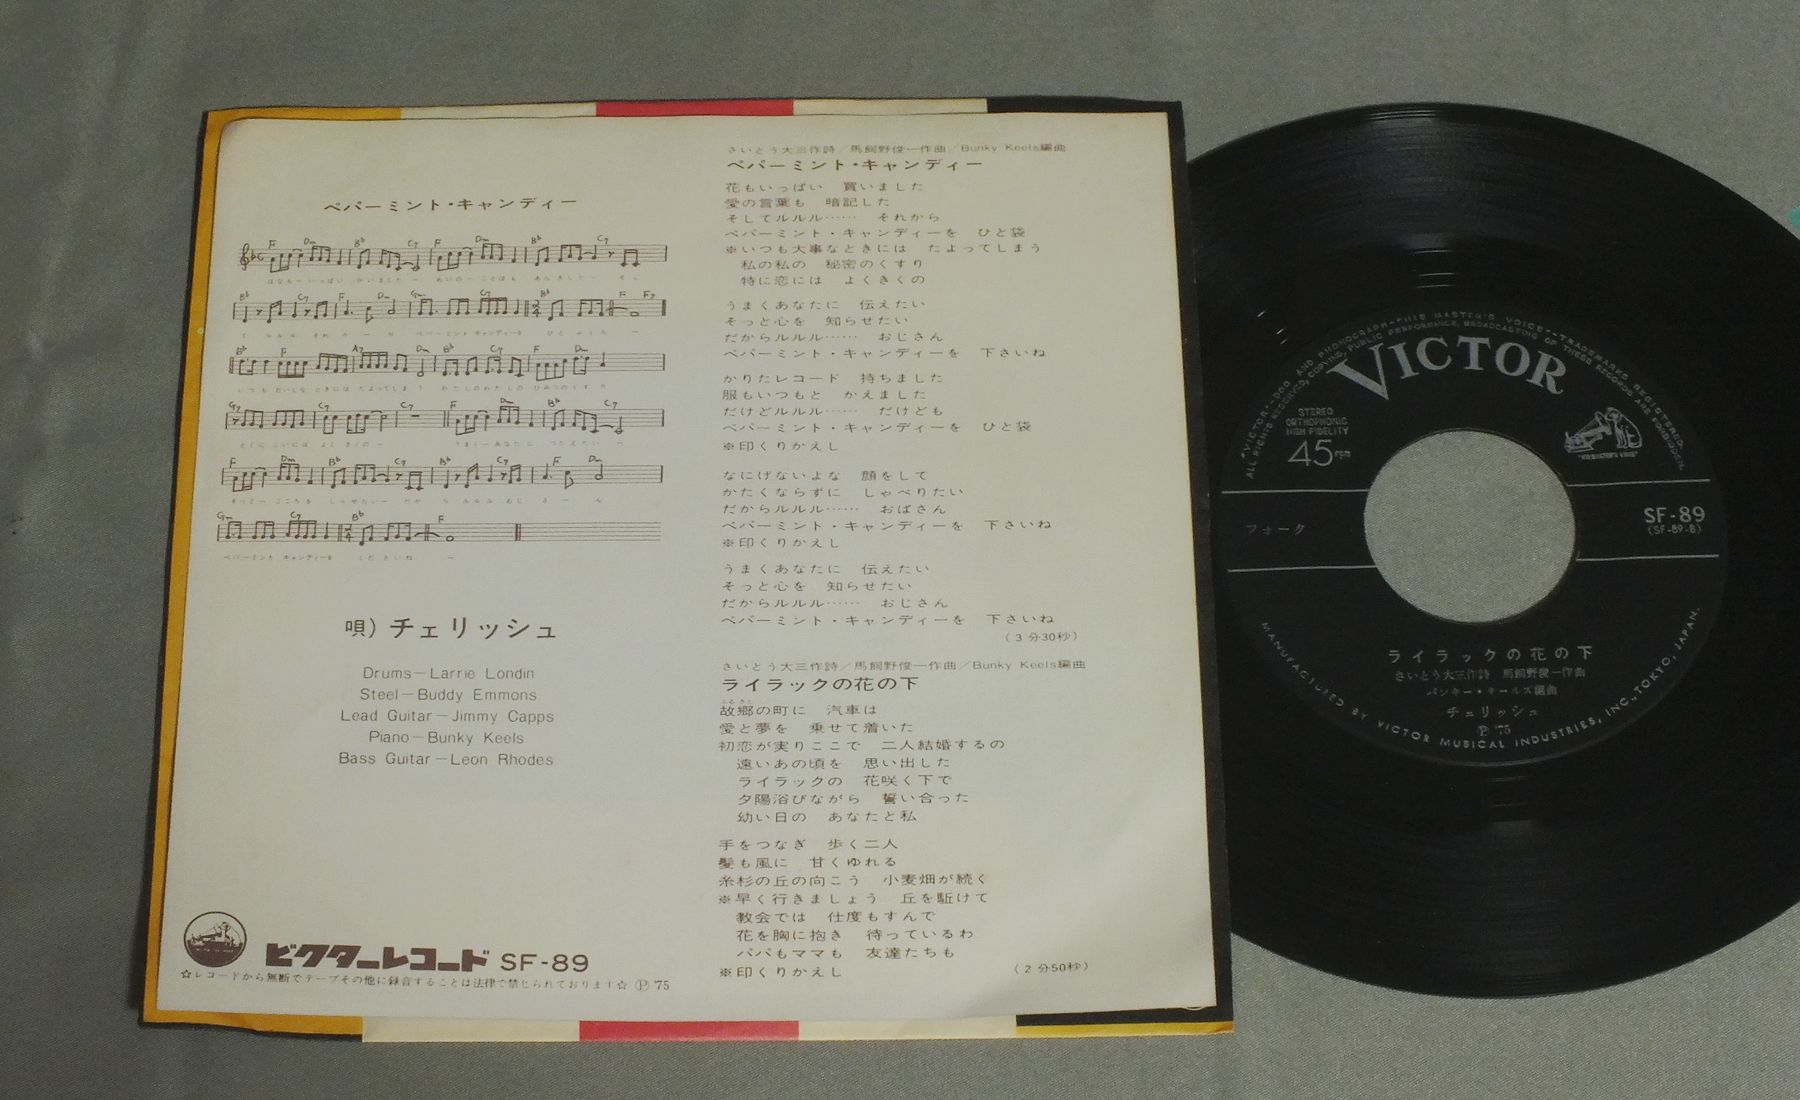 ペパーミント・キャンディー
唄）チェリッシュ
Drums－Larrie Londin
Steel－Buddy Emmons
Lead Guitar－Jimmy Capps
Piano－Bunky Keels
Bass Guitar－Leon Rhodes
ビクターレコード SF-89
☆レコードから無断でテープその他に録音することは法律で禁じられております☆ Ⓟ '75
さいとう大三作詩／馬飼野俊一作曲／Bunky Keels編曲
ペパーミント・キャンディー
花もいっぱい　買いました
愛の言葉も　暗記した
そしてルルル……　それから
ペパーミント・キャンディーを　ひと袋
※いつも大事なときには　たよってしまう
私の私の　秘密のくすり
特に恋には　よくきくの
うまくあなたに　伝えたい
そっと心を　知らせたい
だからルルル……　おじさん
ペパーミント・キャンディーを　下さいね
かりたレコード　持ちました
服もいつもと　かえました
だけどルルル……　だけども
ペパーミント・キャンディーを　ひと袋
※印くりかえし
なにげないよな　顔をして
かたくならずに　しゃべりたい
だからルルル……　おばさん
ペパーミント・キャンディーを　下さいね
※印くりかえし
うまくあなたに　伝えたい
そっと心を　知らせたい
だからルルル……　おじさん
ペパーミント・キャンディーを　下さいね
（3分30秒）
さいとう大三作詩／馬飼野俊一作曲／Bunky Keels編曲
ライラックの花の下
故郷の町に　汽車は
愛と夢を　乗せて着いた
初恋が実りここで　二人結婚するの
遠いあの頃を　思い出した
ライラックの　花咲く下で
夕陽浴びながら　誓い合った
幼い日の　あなたと私
手をつなぎ　歩く二人
髪も風に　甘くゆれる
糸杉の丘の向こう　小麦畑が続く
※早く行きましょう　丘を駈けて
教会では　仕度もすんで
花を胸に抱き　待っているわ
パパもママも　友達たちも
※印くりかえし
（2分50秒）
"VICTOR"-"DOG AND PHONOGRAPH"-"HIS MASTER'S VOICE"-TRADEMARKS REGISTERED.
ALL RIGHTS RESERVED, COPYING, PUBLIC PERFORMANCE, BROADCASTING OF THESE RECORDS ARE FORBIDDEN.
VICTOR
STEREO
ORTHOPHONIC
HIGH FIDELITY
45rpm
"HIS MASTER'S VOICE"
フォーク
SF-89
(SF-89-B)
ライラックの花の下
さいとう大三作詩　馬飼野俊一作曲
バンキー・キールズ編曲
チェリッシュ
Ⓟ '75
MANUFACTURED BY VICTOR MUSICAL INDUSTRIES, INC., TOKYO, JAPAN.